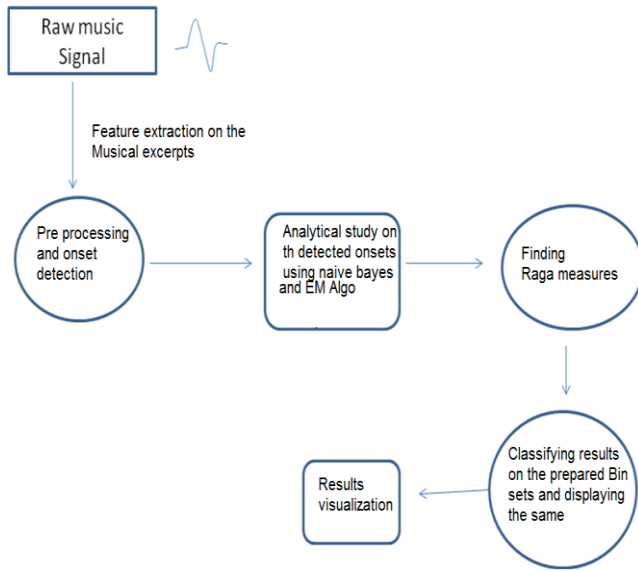 Raw music
Signal
Feature extraction on the
Musical excerpts
Pre processing
and onset
detection
Analytical study on
th detected onsets
using naive bayes
and EM Algo
Finding
Raga measures
Classifying results
on the prepared Bin
sets and displaying
the same
Results
visualization